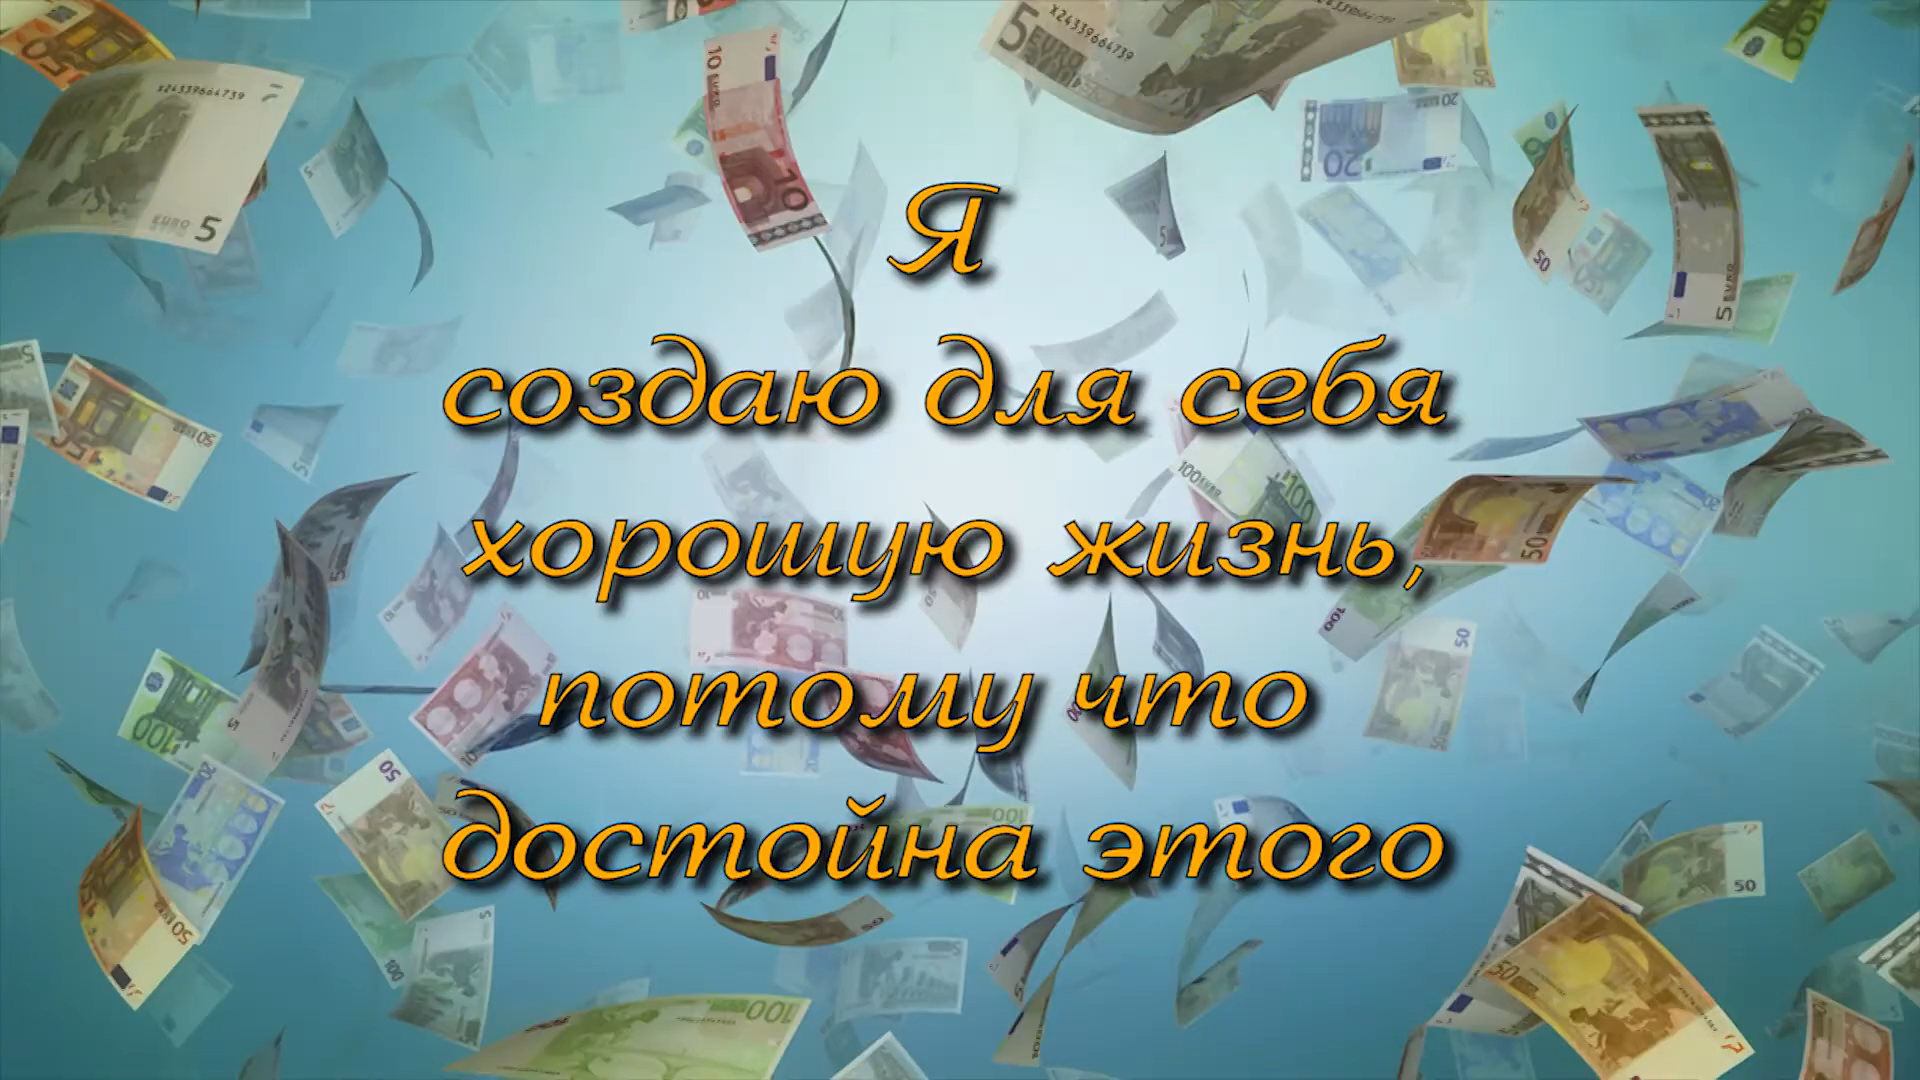 Я
создаю для себя
хорошую жизнь,
потому что
достойна этого